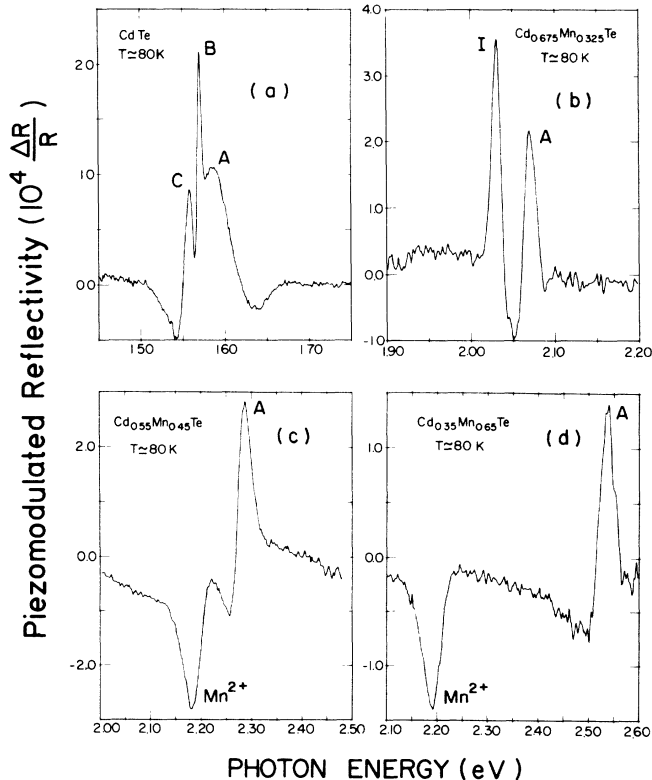 Piezomodulated Reflectivity (10⁴ ΔR/R)
CdTe
T≃80K
(a)
B
A
C
2.0
1.0
0.0
1.50
1.60
1.70
4.0
Cd0.675Mn0.325Te
T≃80 K
(b)
I
A
3.0
2.0
1.0
0.0
-1.0
1.90
2.00
2.10
2.20
Cd0.55Mn0.45Te
T≃80K
(c)
A
Mn²⁺
2.0
0.0
-2.0
2.00
2.10
2.20
2.30
2.40
2.50
Cd0.35Mn0.65Te
T≃80 K
(d)
A
Mn²⁺
1.0
0.0
-1.0
2.10
2.20
2.30
2.40
2.50
2.60
PHOTON ENERGY (eV)